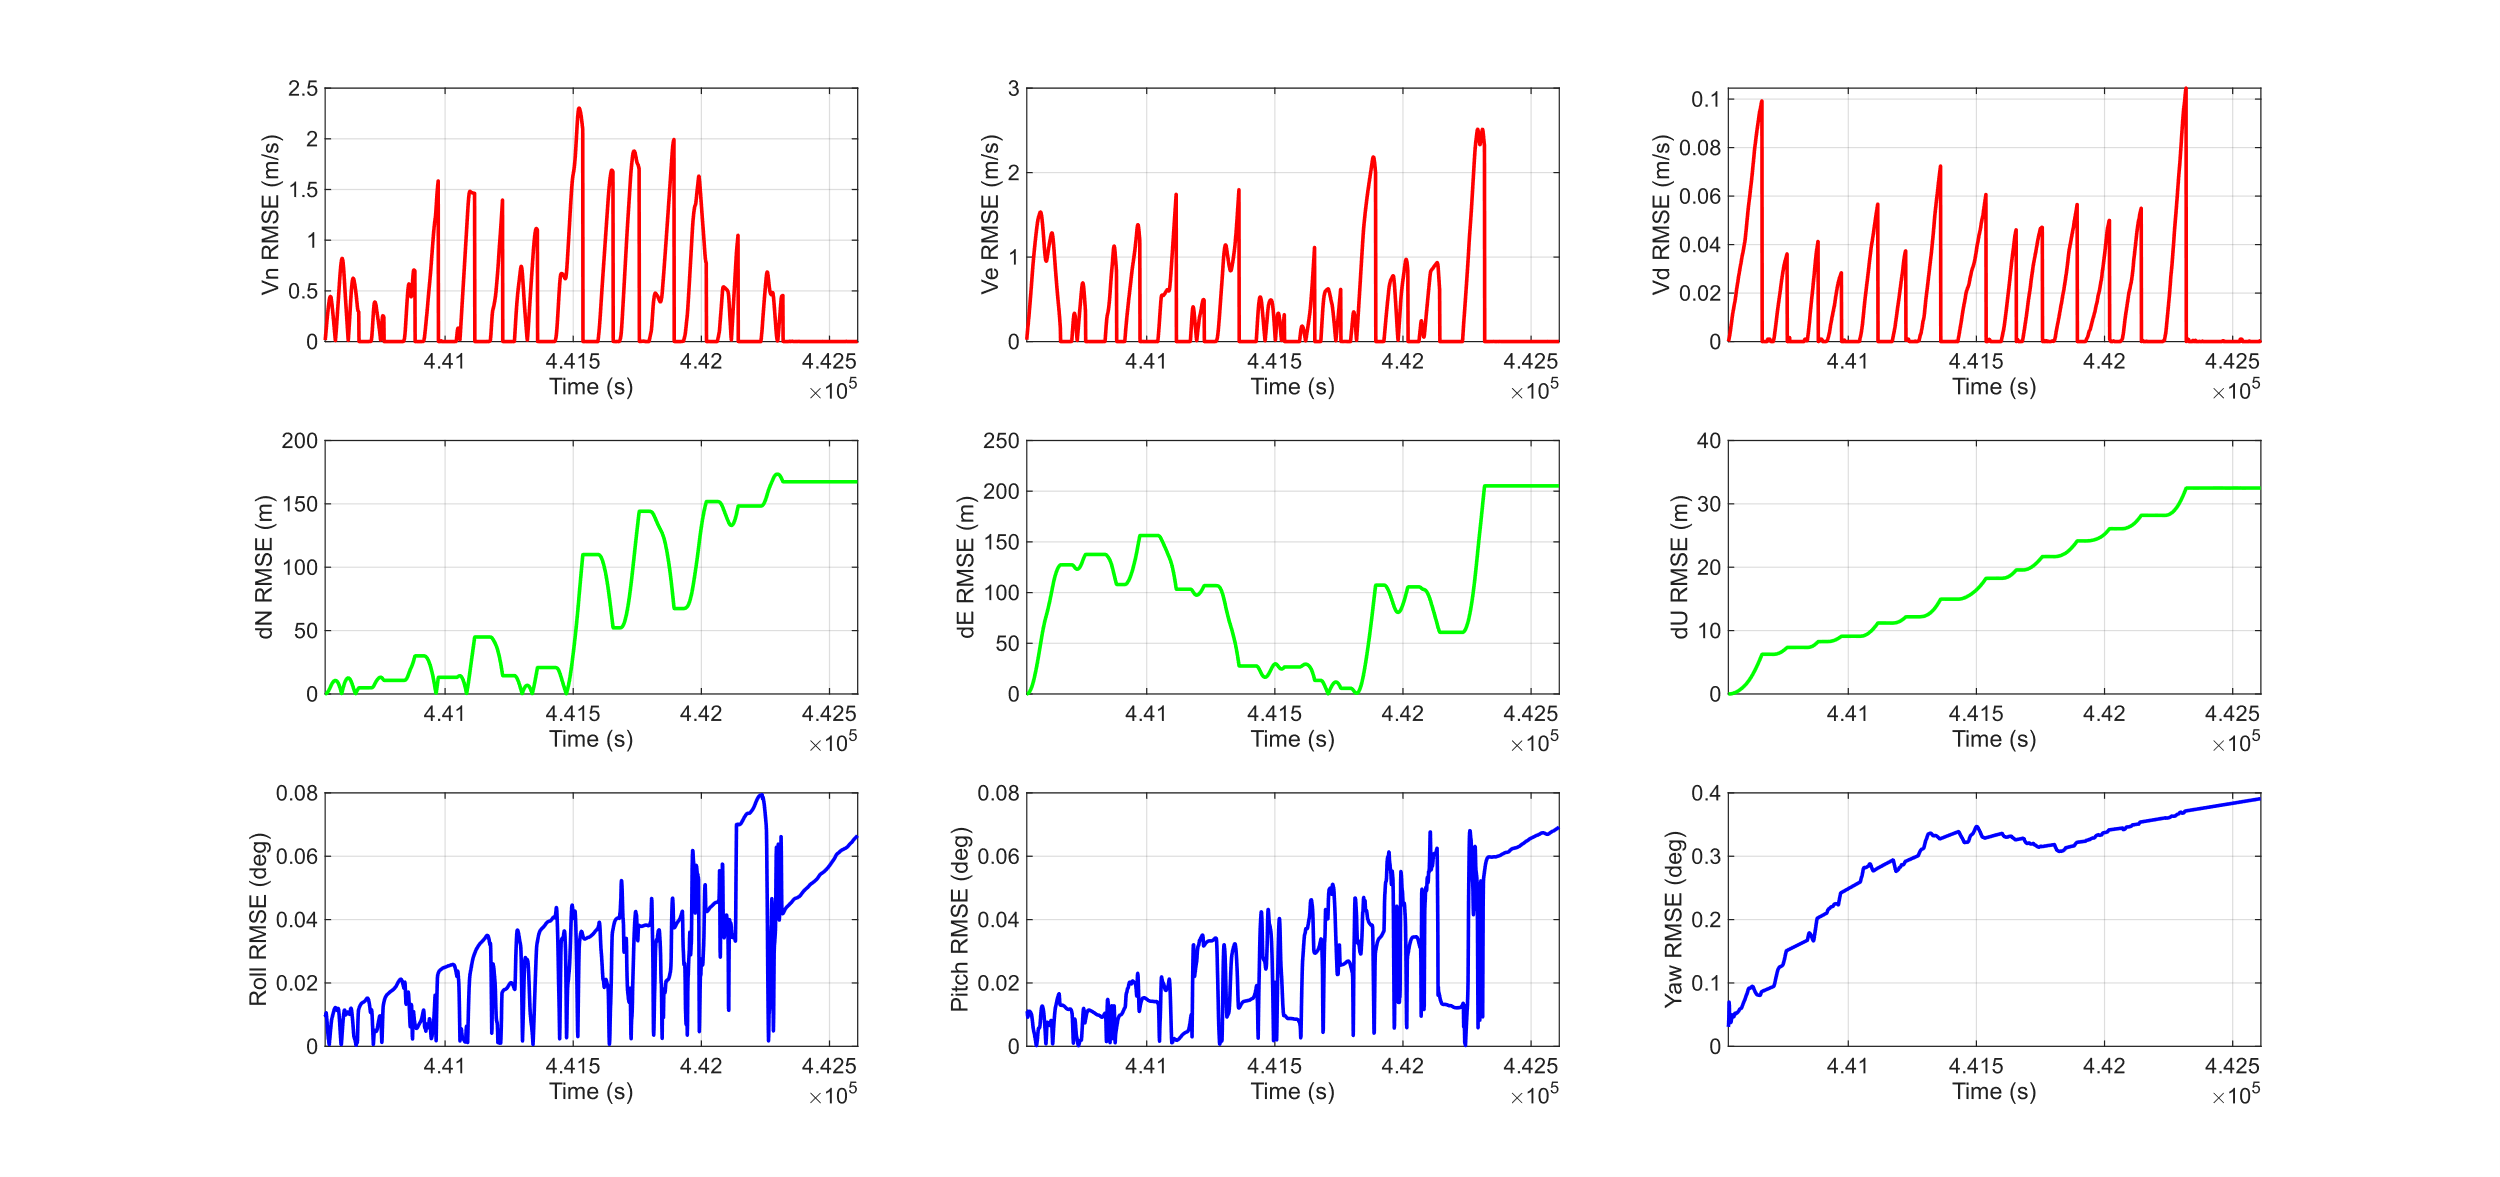 2.5
2
1.5
1
0.5
0
Vn RMSE (m/s)
4.41 4.415 4.42 4.425
Time (s)
×10^5
3
2
1
0
Ve RMSE (m/s)
4.41 4.415 4.42 4.425
Time (s)
×10^5
0.1
0.08
0.06
0.04
0.02
0
Vd RMSE (m/s)
4.41 4.415 4.42 4.425
Time (s)
×10^5
200
150
100
50
0
dN RMSE (m)
4.41 4.415 4.42 4.425
Time (s)
×10^5
250
200
150
100
50
0
dE RMSE (m)
4.41 4.415 4.42 4.425
Time (s)
×10^5
40
30
20
10
0
dU RMSE (m)
4.41 4.415 4.42 4.425
Time (s)
×10^5
0.08
0.06
0.04
0.02
0
Roll RMSE (deg)
4.41 4.415 4.42 4.425
Time (s)
×10^5
0.08
0.06
0.04
0.02
0
Pitch RMSE (deg)
4.41 4.415 4.42 4.425
Time (s)
×10^5
0.4
0.3
0.2
0.1
0
Yaw RMSE (deg)
4.41 4.415 4.42 4.425
Time (s)
×10^5